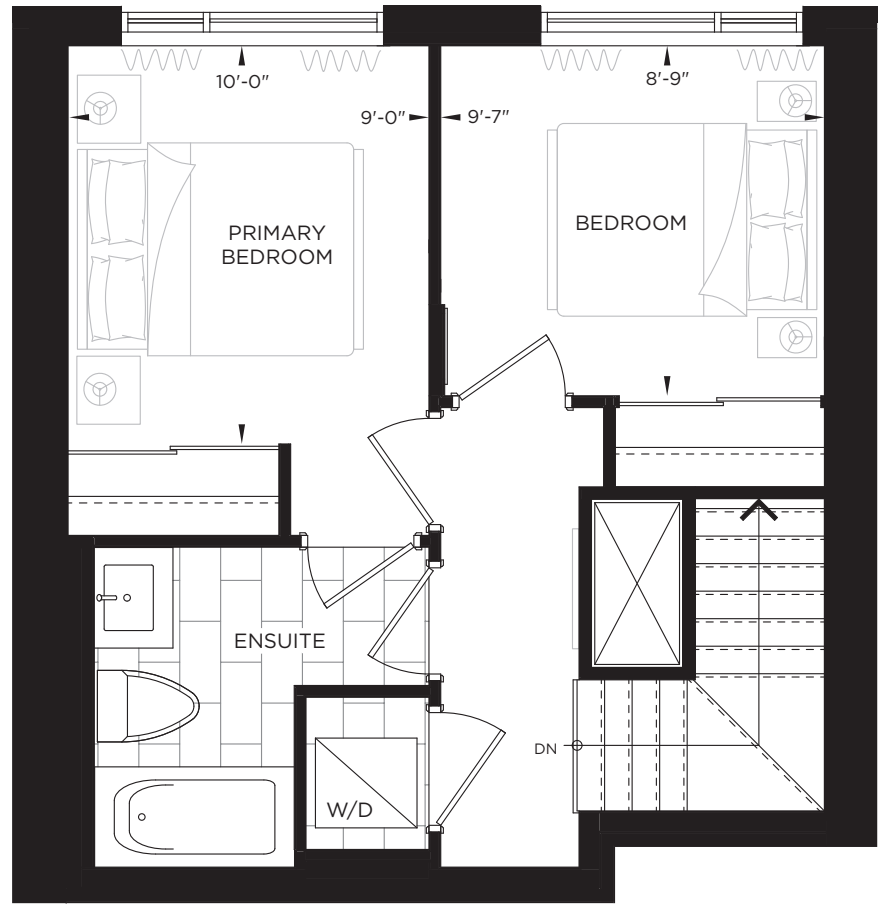 10'-0"
8'-9"
9'-0"
9'-7"
PRIMARY
BEDROOM
BEDROOM
ENSUITE
DN
W/D